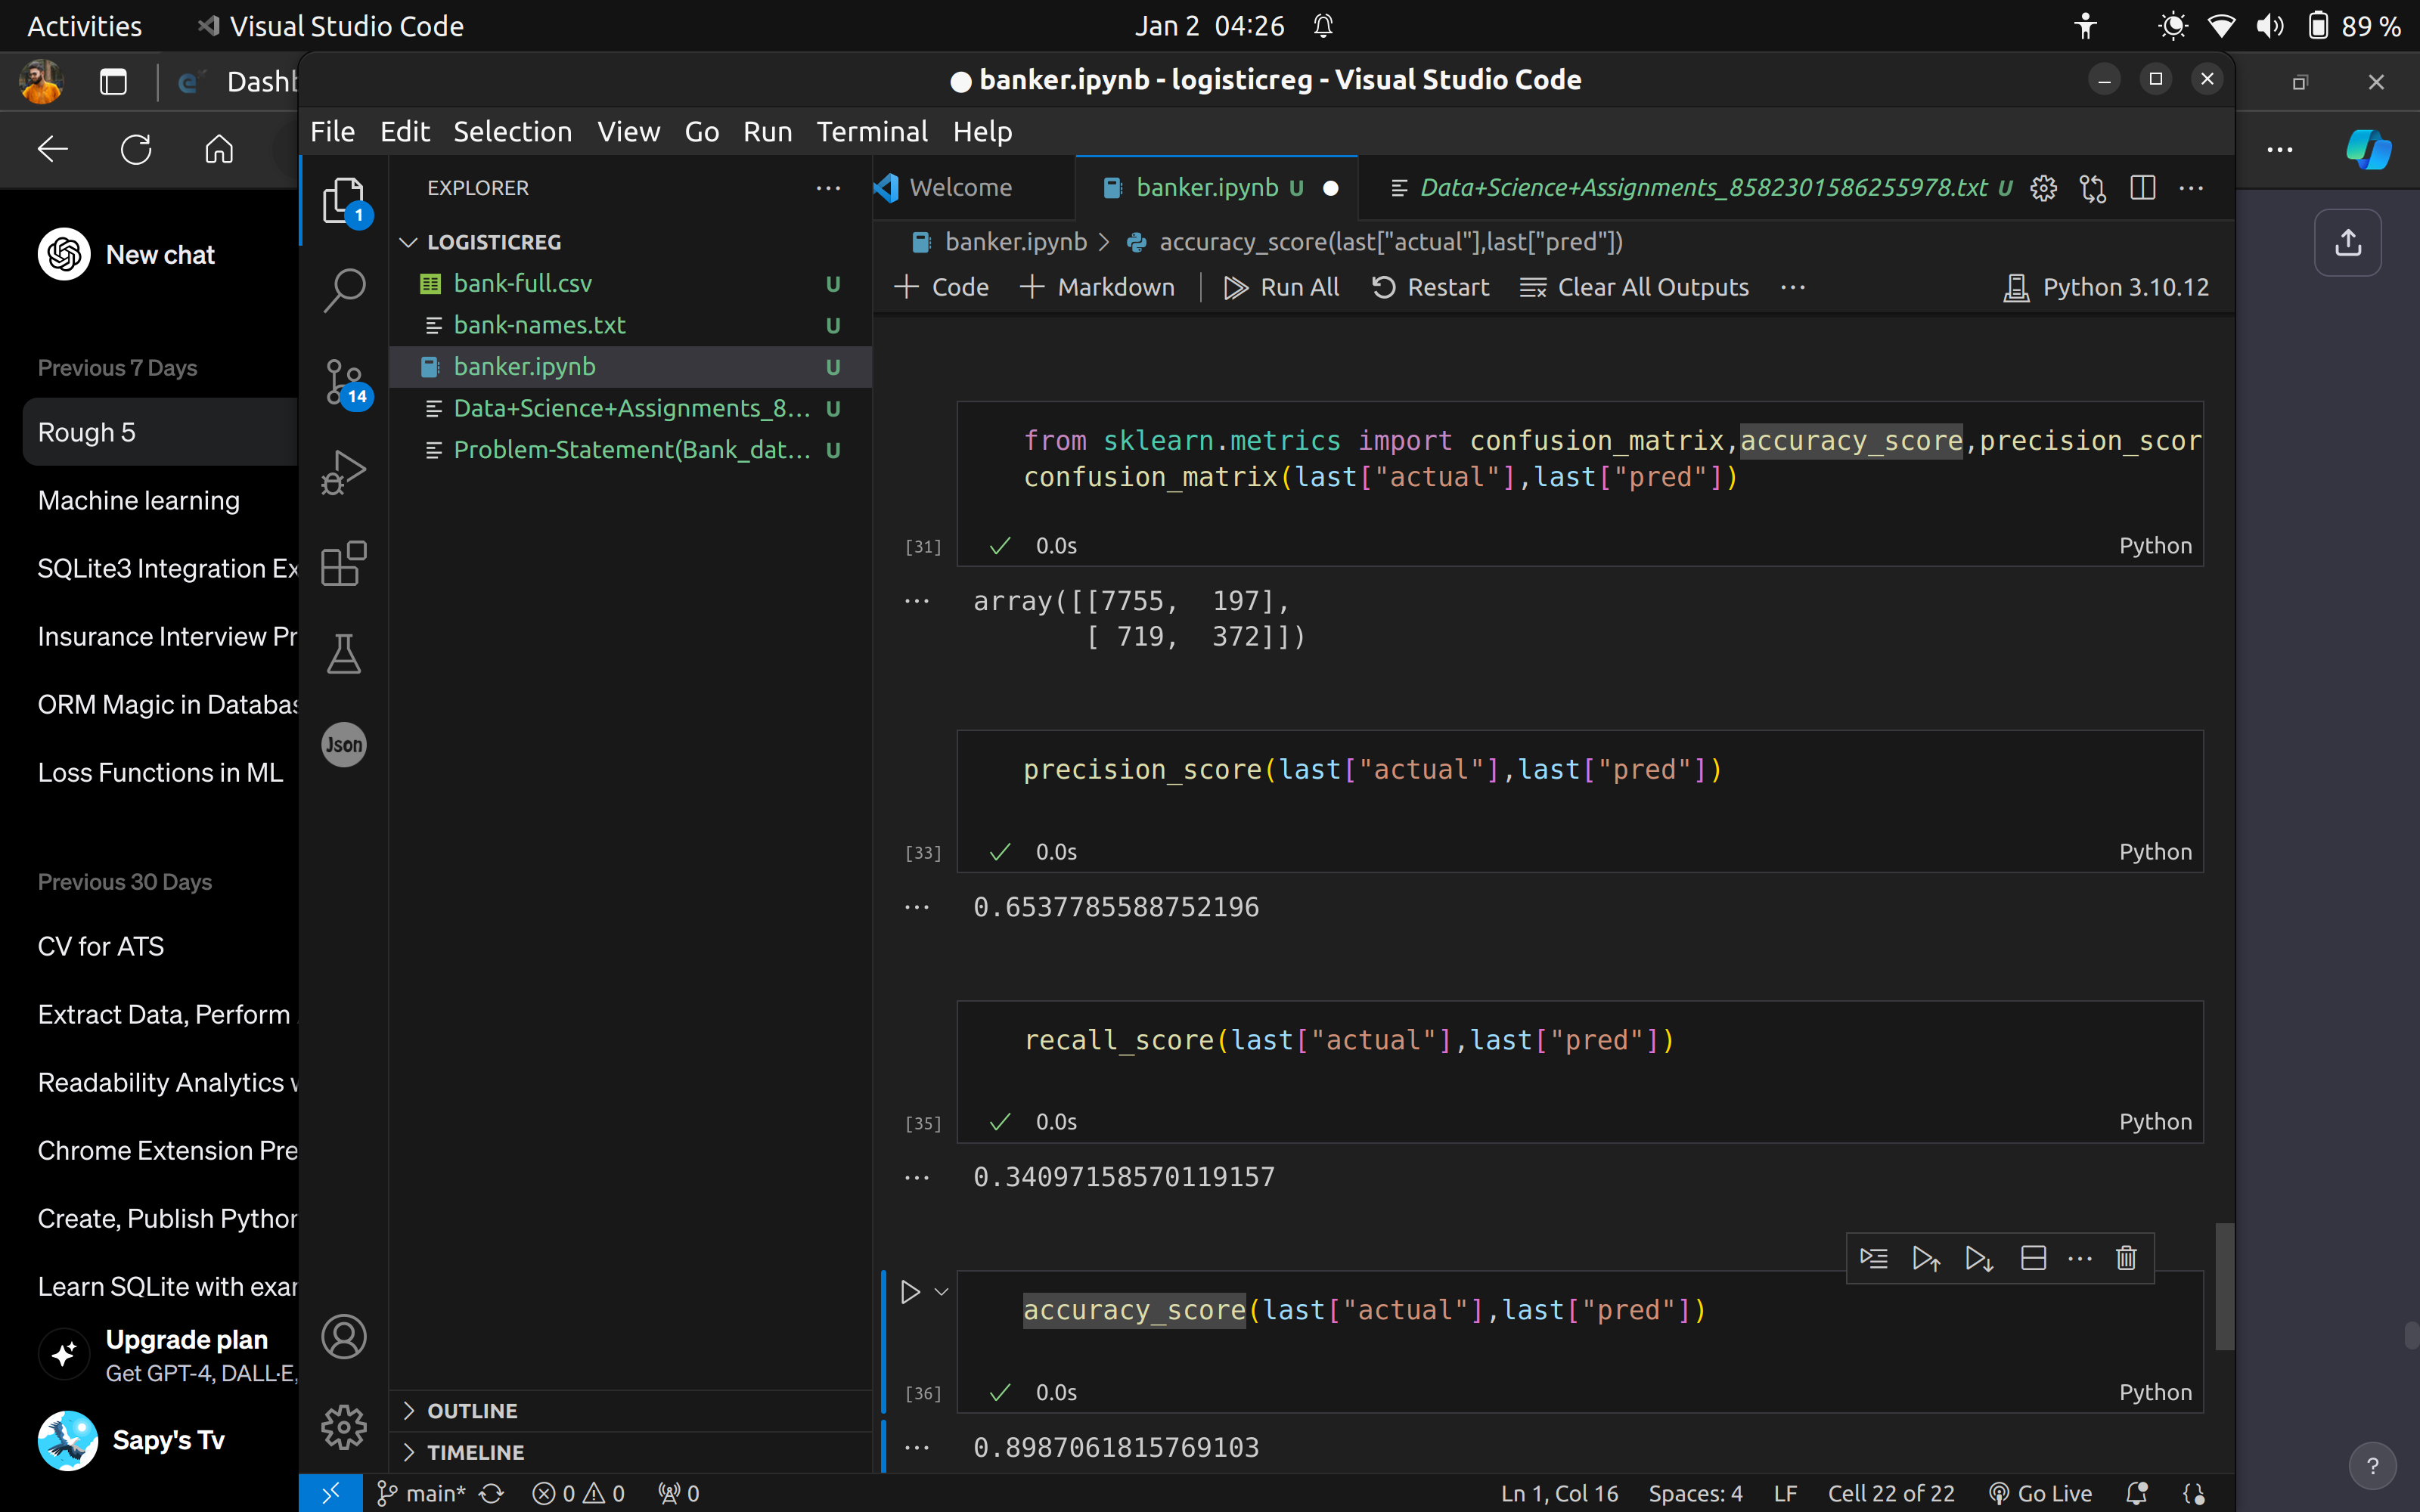 Activities
Visual Studio Code
Jan 2 04:26
89 %
Dashb
New chat
Previous 7 Days
Rough 5
Machine learning
SQLite3 Integration Ex
Insurance Interview Pr
ORM Magic in Databas
Loss Functions in ML
Previous 30 Days
CV for ATS
Extract Data, Perform
Readability Analytics w
Chrome Extension Pre
Create, Publish Python
Learn SQLite with exam
Upgrade plan
Get GPT-4, DALL·E,
Sapy's Tv
● banker.ipynb - logisticreg - Visual Studio Code
File Edit Selection View Go Run Terminal Help
1
14
Json
EXPLORER
LOGISTICREG
bank-full.csv U
bank-names.txt U
banker.ipynb U
Data+Science+Assignments_8... U
Problem-Statement(Bank_dat... U
OUTLINE
TIMELINE
Welcome
banker.ipynb U
Data+Science+Assignments_8582301586255978.txt U
banker.ipynb > accuracy_score(last["actual"],last["pred"])
+ Code + Markdown Run All Restart Clear All Outputs ... Python 3.10.12
from sklearn.metrics import confusion_matrix,accuracy_score,precision_scor
confusion_matrix(last["actual"],last["pred"])
[31] ✓ 0.0s Python
... array([[7755,  197],
[ 719,  372]])
precision_score(last["actual"],last["pred"])
[33] ✓ 0.0s Python
... 0.6537785588752196
recall_score(last["actual"],last["pred"])
[35] ✓ 0.0s Python
... 0.34097158570119157
accuracy_score(last["actual"],last["pred"])
[36] ✓ 0.0s Python
... 0.8987061815769103
main* 0 0 0
Ln 1, Col 16 Spaces: 4 LF Cell 22 of 22 Go Live
?